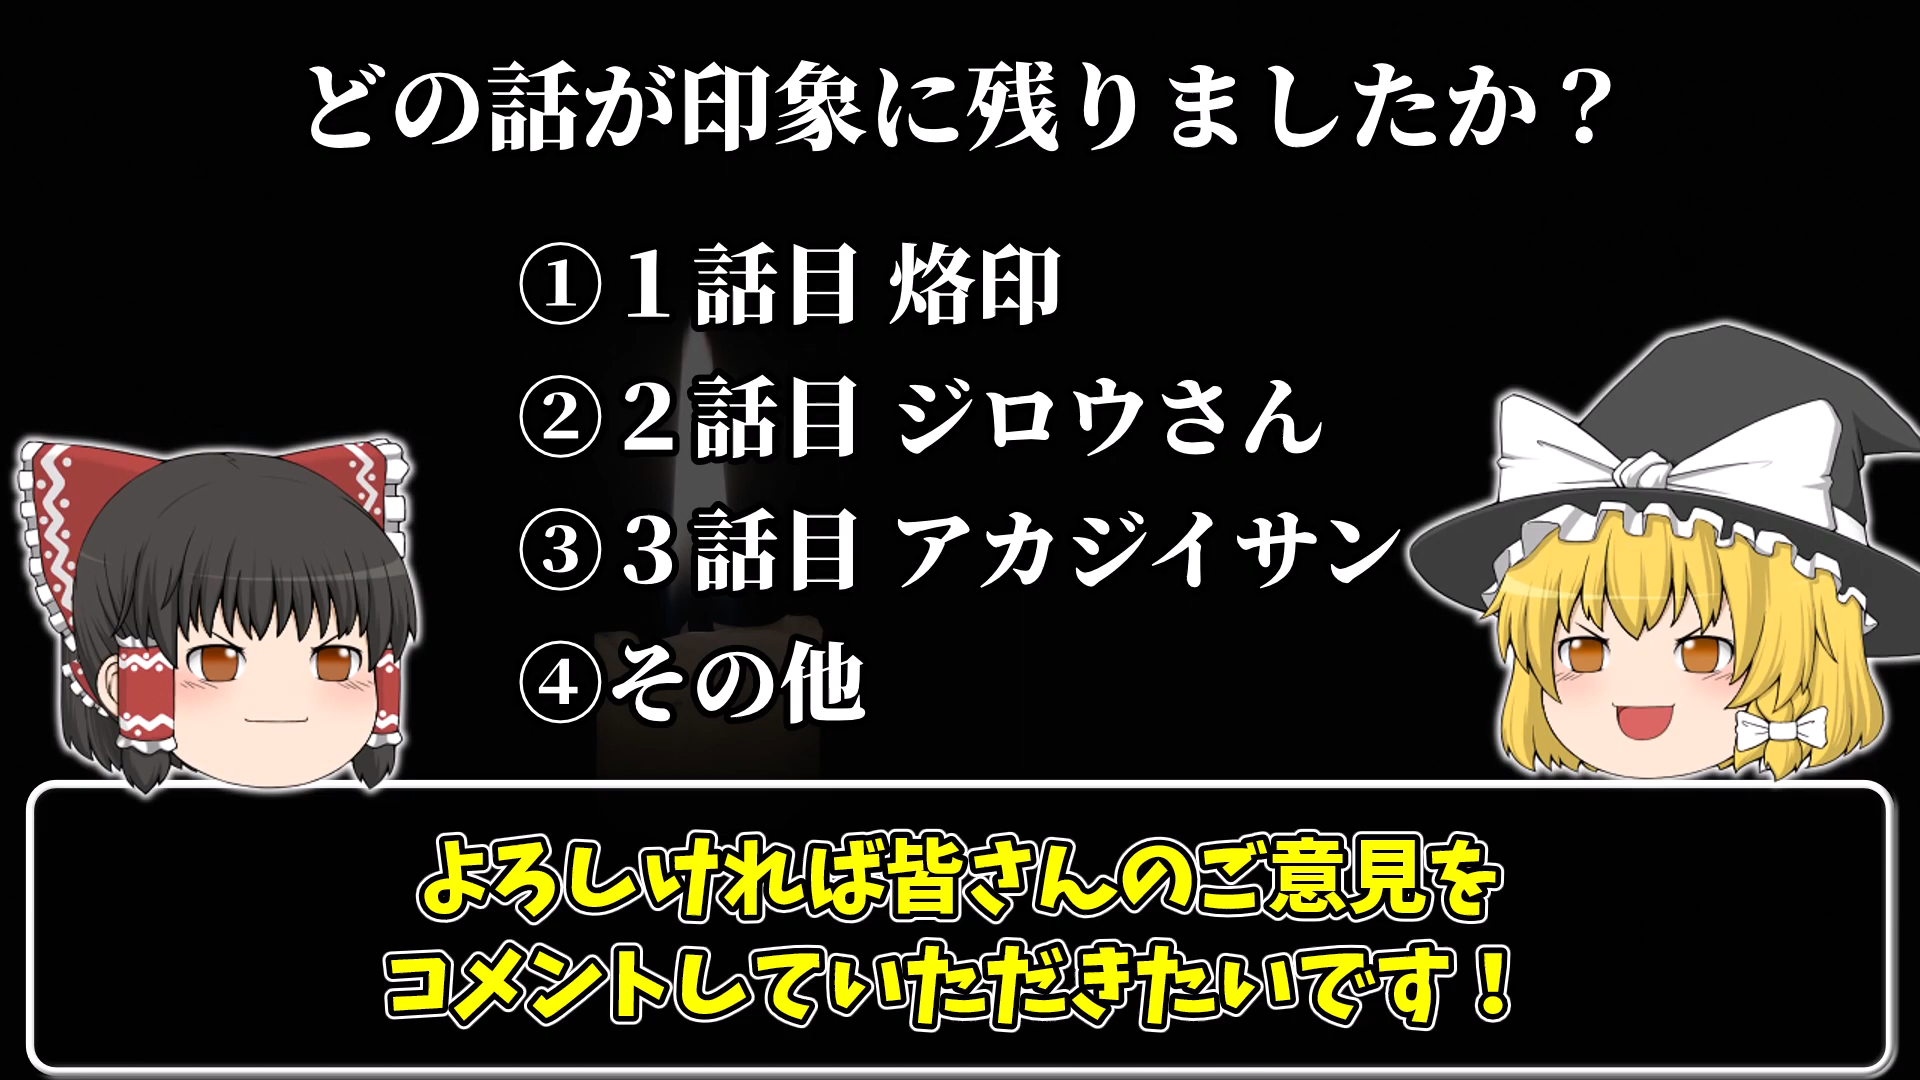 どの話が印象に残りましたか？
①１話目 烙印
②２話目 ジロウさん
③３話目 アカジイサン
④その他
よろしければ皆さんのご意見を
コメントしていただきたいです！